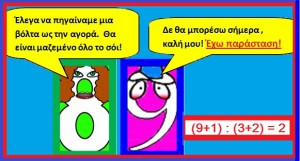 Έλεγα να πηγαίναμε μια
βόλτα ως την αγορά.  Θα
είναι μαζεμένο όλο το σόι!
Δε θα μπορέσω σήμερα ,
καλή μου! Έχω παράσταση!
(9+1) : (3+2) = 2